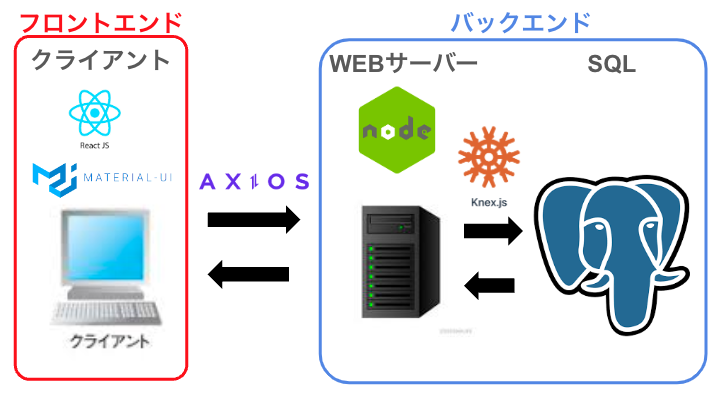 フロントエンド
バックエンド
クライアント
WEBサーバー
SQL
React JS
node
MATERIAL-UI
AXIOS
Knex.js
クライアント